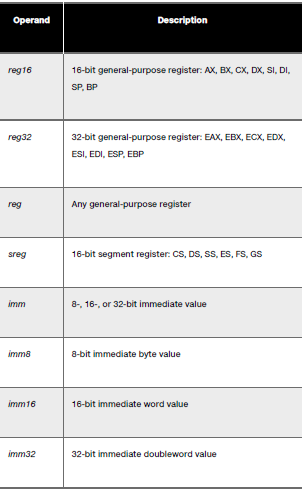 Operand Description
reg16 16-bit general-purpose register: AX, BX, CX, DX, SI, DI,
SP, BP
reg32 32-bit general-purpose register: EAX, EBX, ECX, EDX,
ESI, EDI, ESP, EBP
reg Any general-purpose register
sreg 16-bit segment register: CS, DS, SS, ES, FS, GS
imm 8-, 16-, or 32-bit immediate value
imm8 8-bit immediate byte value
imm16 16-bit immediate word value
imm32 32-bit immediate doubleword value